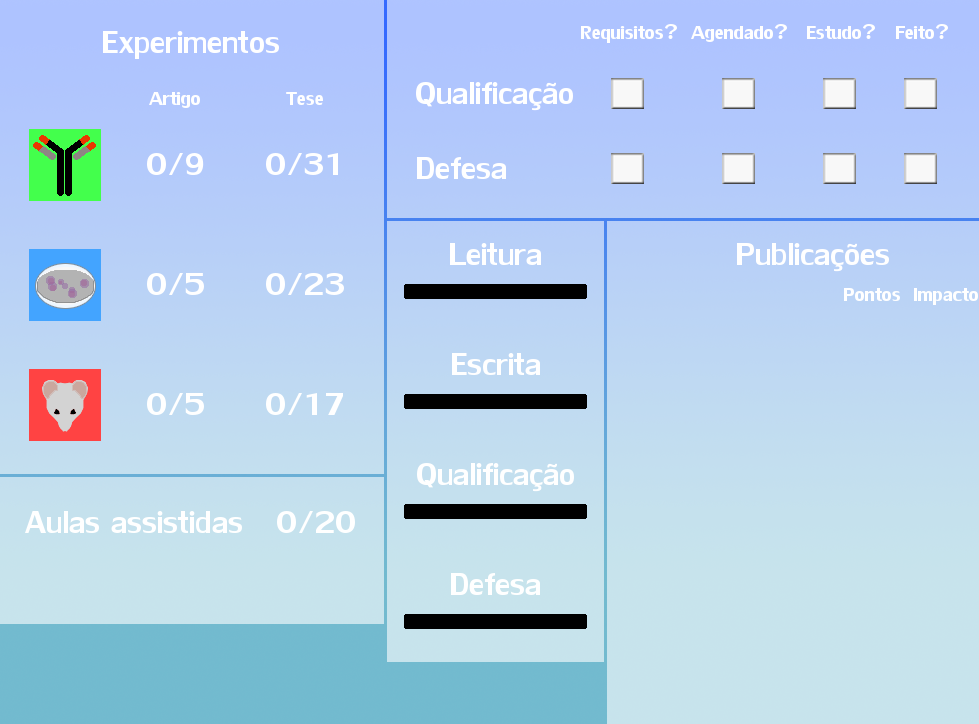 Experimentos
Artigo Tese
0/9 0/31
0/5 0/23
0/5 0/17
Aulas assistidas 0/20
Requisitos? Agendado? Estudo? Feito?
Qualificação
Defesa
Leitura
Escrita
Qualificação
Defesa
Publicações
Pontos Impacto